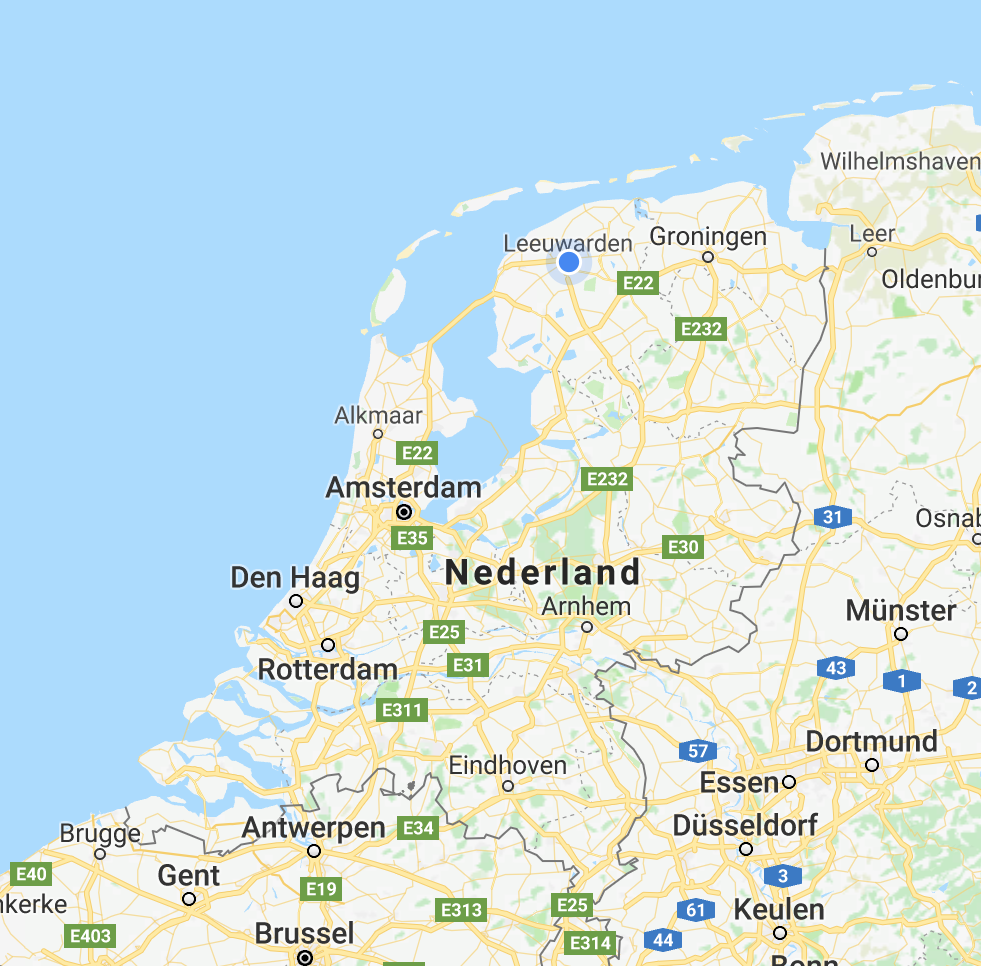 Wilhelmshaven
Leer
Leeuwarden
Groningen
Oldenbur
E22
E232
Alkmaar
E22
E232
Amsterdam
31
Osnab
E35
E30
Nederland
Den Haag
Arnhem
Münster
E25
Rotterdam
E31
43
1
2
E311
57
Dortmund
Eindhoven
Essen
Antwerpen
E34
Düsseldorf
Brugge
E40
Gent
E19
3
nkerke
E313
E25
61
Keulen
E403
Brussel
E314
44
Bonn